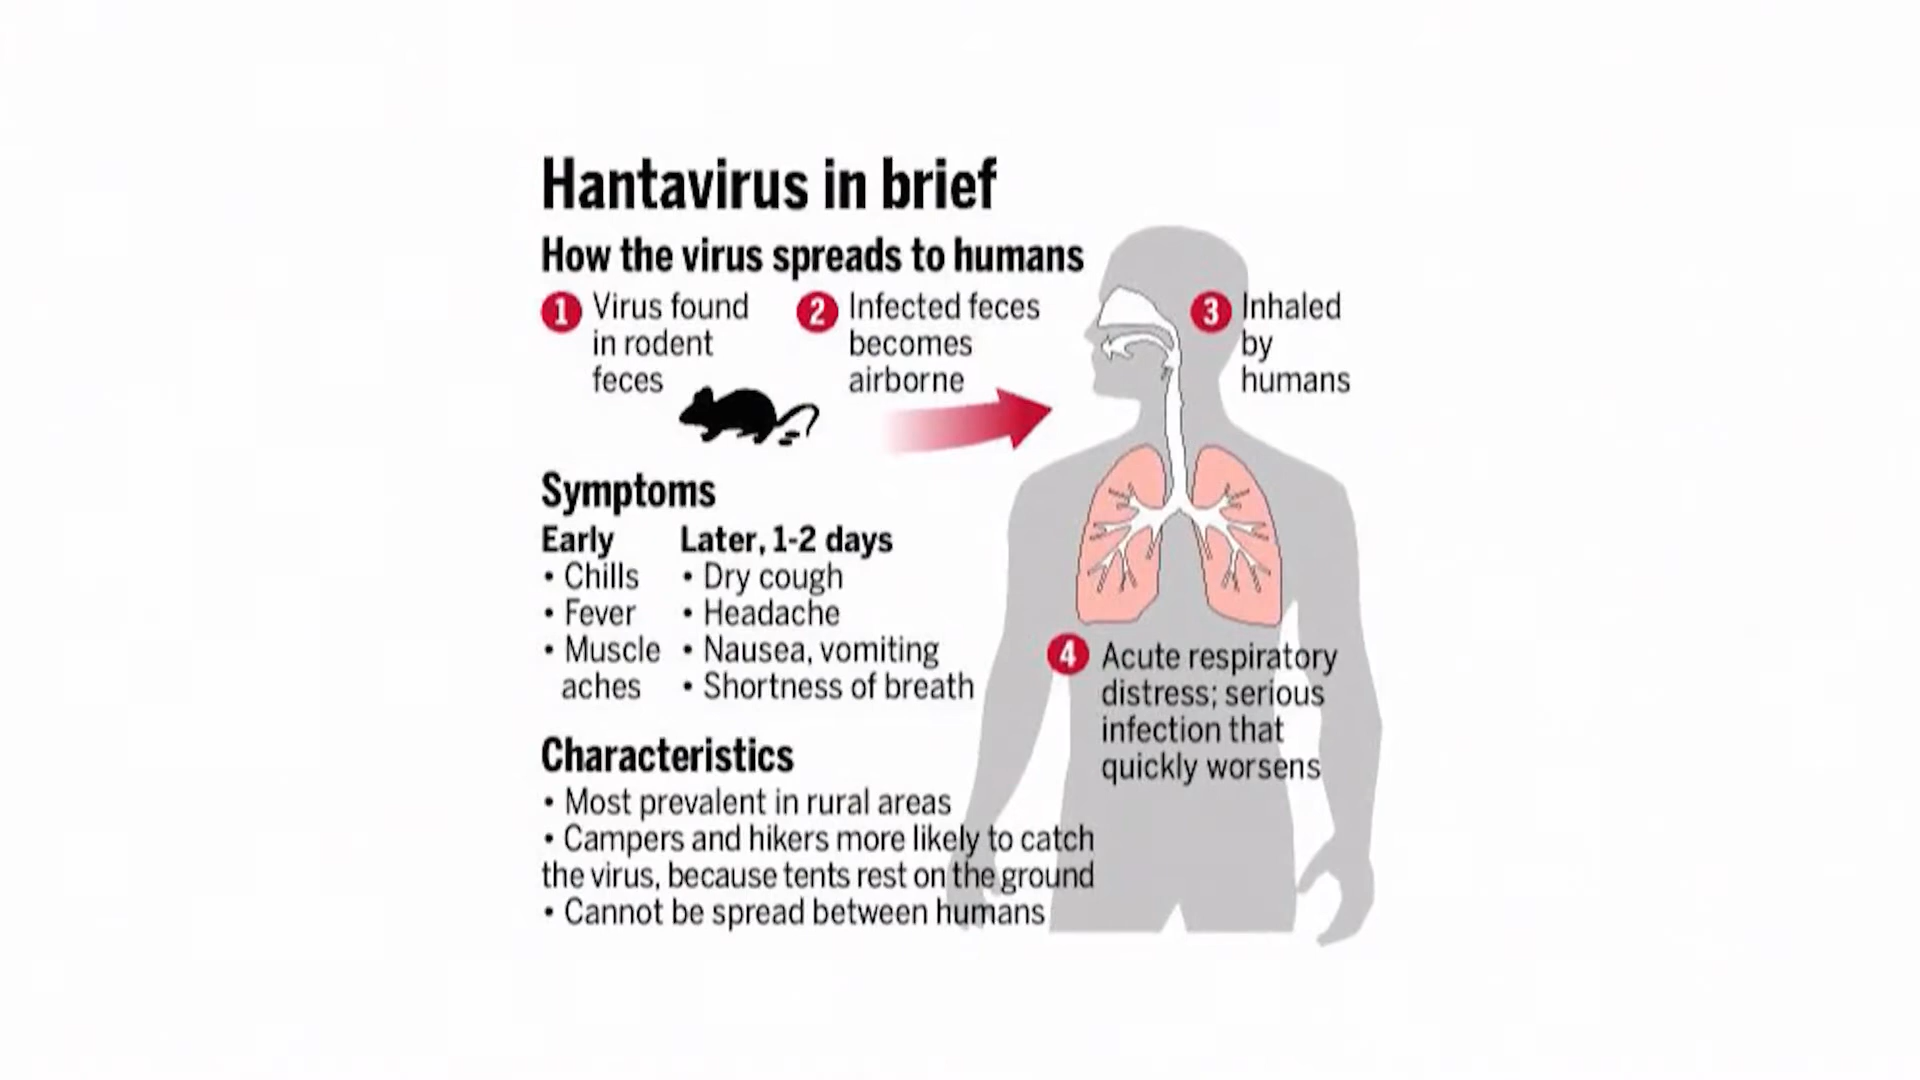 Hantavirus in brief
How the virus spreads to humans
1 Virus found
in rodent
feces
2 Infected feces
becomes
airborne
3 Inhaled
by
humans
Symptoms
Early
• Chills
• Fever
• Muscle
aches
Later, 1-2 days
• Dry cough
• Headache
• Nausea, vomiting
• Shortness of breath
4 Acute respiratory
distress; serious
infection that
quickly worsens
Characteristics
• Most prevalent in rural areas
• Campers and hikers more likely to catch
the virus, because tents rest on the ground
• Cannot be spread between humans